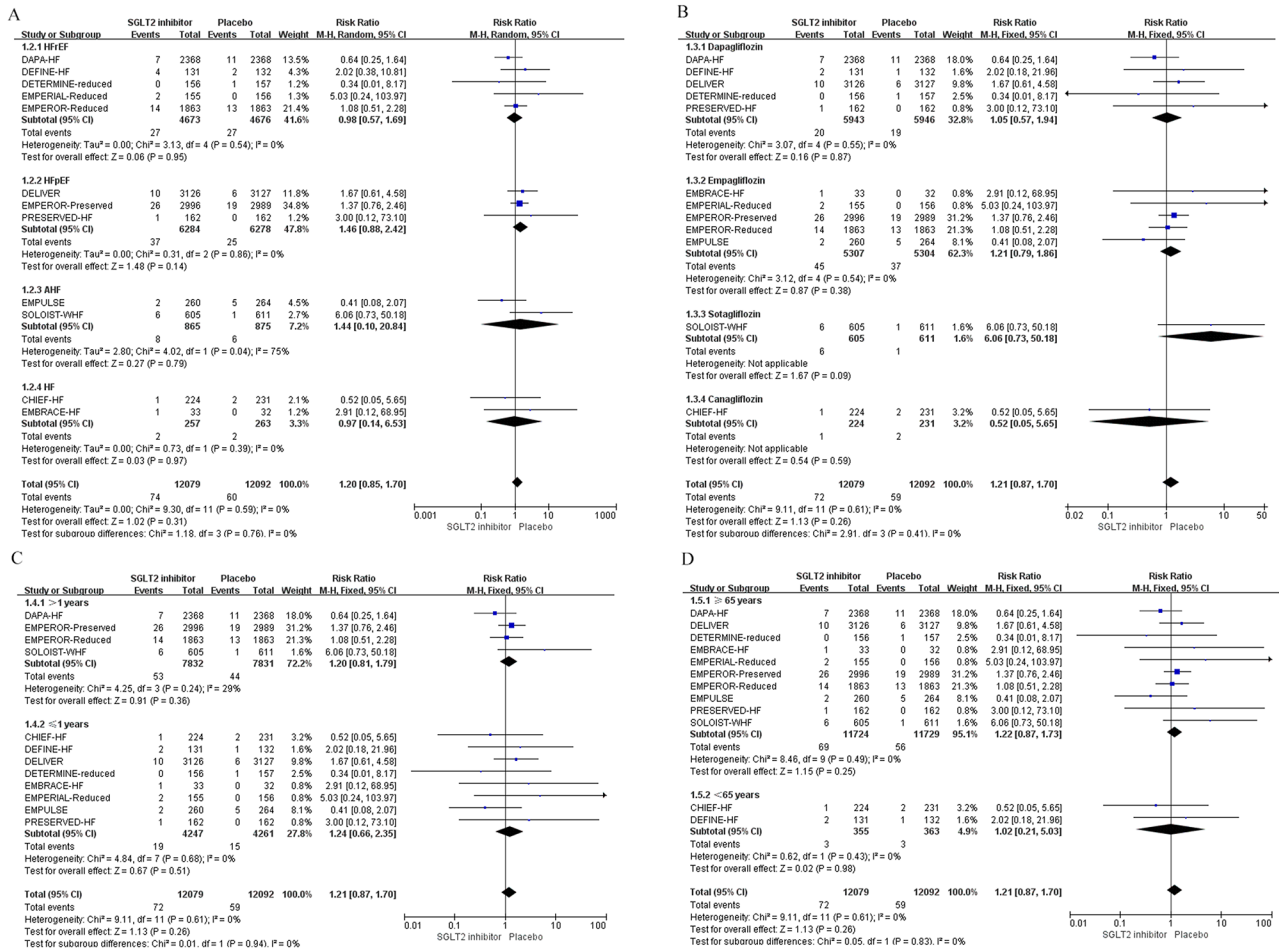 A
SGLT2 inhibitor Placebo Risk Ratio Risk Ratio
Study or Subgroup Events Total Events Total Weight M-H, Random, 95% CI M-H, Random, 95% CI
1.2.1 HFrEF
DAPA-HF 7 2368 11 2368 13.5% 0.64 [0.25, 1.64]
DEFINE-HF 4 131 2 132 4.3% 2.02 [0.38, 10.81]
DETERMINE-reduced 0 156 1 157 1.2% 0.34 [0.01, 8.17]
EMPERIAL-Reduced 2 155 0 156 1.3% 5.03 [0.24, 103.97]
EMPEROR-Reduced 14 1863 13 1863 21.4% 1.08 [0.51, 2.28]
Subtotal (95% CI) 4673 4676 41.6% 0.98 [0.57, 1.69]
Total events 27 27
Heterogeneity: Tau² = 0.00; Chi² = 3.13, df = 4 (P = 0.54); I² = 0%
Test for overall effect: Z = 0.06 (P = 0.95)
1.2.2 HFpEF
DELIVER 10 3126 6 3127 11.8% 1.67 [0.61, 4.58]
EMPEROR-Preserved 26 2996 19 2989 34.8% 1.37 [0.76, 2.46]
PRESERVED-HF 1 162 0 162 1.2% 3.00 [0.12, 73.10]
Subtotal (95% CI) 6284 6278 47.8% 1.46 [0.88, 2.42]
Total events 37 25
Heterogeneity: Tau² = 0.00; Chi² = 0.31, df = 2 (P = 0.86); I² = 0%
Test for overall effect: Z = 1.48 (P = 0.14)
1.2.3 AHF
EMPULSE 2 260 5 264 4.5% 0.41 [0.08, 2.07]
SOLOIST-WHF 6 605 1 611 2.7% 6.06 [0.73, 50.18]
Subtotal (95% CI) 865 875 7.2% 1.44 [0.10, 20.84]
Total events 8 6
Heterogeneity: Tau² = 2.80; Chi² = 4.02, df = 1 (P = 0.04); I² = 75%
Test for overall effect: Z = 0.27 (P = 0.79)
1.2.4 HF
CHIEF-HF 1 224 2 231 2.1% 0.52 [0.05, 5.65]
EMBRACE-HF 1 33 0 32 1.2% 2.91 [0.12, 68.95]
Subtotal (95% CI) 257 263 3.3% 0.97 [0.14, 6.53]
Total events 2 2
Heterogeneity: Tau² = 0.00; Chi² = 0.73, df = 1 (P = 0.39); I² = 0%
Test for overall effect: Z = 0.03 (P = 0.97)
Total (95% CI) 12079 12092 100.0% 1.20 [0.85, 1.70]
Total events 74 60
Heterogeneity: Tau² = 0.00; Chi² = 9.30, df = 11 (P = 0.59); I² = 0%
Test for overall effect: Z = 1.02 (P = 0.31)
Test for subgroup differences: Chi² = 1.18, df = 3 (P = 0.76), I² = 0%
0.001 0.1 1 10 1000
SGLT2 inhibitor Placebo
B
SGLT2 inhibitor Placebo Risk Ratio Risk Ratio
Study or Subgroup Events Total Events Total Weight M-H, Fixed, 95% CI M-H, Fixed, 95% CI
1.3.1 Dapagliflozin
DAPA-HF 7 2368 11 2368 18.0% 0.64 [0.25, 1.64]
DEFINE-HF 2 131 1 132 1.6% 2.02 [0.18, 21.96]
DELIVER 10 3126 6 3127 9.8% 1.67 [0.61, 4.58]
DETERMINE-reduced 0 156 1 157 2.5% 0.34 [0.01, 8.17]
PRESERVED-HF 1 162 0 162 0.8% 3.00 [0.12, 73.10]
Subtotal (95% CI) 5943 5946 32.8% 1.05 [0.57, 1.94]
Total events 20 19
Heterogeneity: Chi² = 3.07, df = 4 (P = 0.55); I² = 0%
Test for overall effect: Z = 0.16 (P = 0.87)
1.3.2 Empagliflozin
EMBRACE-HF 1 33 0 32 0.8% 2.91 [0.12, 68.95]
EMPERIAL-Reduced 2 155 0 156 0.8% 5.03 [0.24, 103.97]
EMPEROR-Preserved 26 2996 19 2989 31.2% 1.37 [0.76, 2.46]
EMPEROR-Reduced 14 1863 13 1863 21.3% 1.08 [0.51, 2.28]
EMPULSE 2 260 5 264 8.1% 0.41 [0.08, 2.07]
Subtotal (95% CI) 5307 5304 62.3% 1.21 [0.79, 1.86]
Total events 45 37
Heterogeneity: Chi² = 3.12, df = 4 (P = 0.54); I² = 0%
Test for overall effect: Z = 0.87 (P = 0.38)
1.3.3 Sotagliflozin
SOLOIST-WHF 6 605 1 611 1.6% 6.06 [0.73, 50.18]
Subtotal (95% CI) 605 611 1.6% 6.06 [0.73, 50.18]
Total events 6 1
Heterogeneity: Not applicable
Test for overall effect: Z = 1.67 (P = 0.09)
1.3.4 Canagliflozin
CHIEF-HF 1 224 2 231 3.2% 0.52 [0.05, 5.65]
Subtotal (95% CI) 224 231 3.2% 0.52 [0.05, 5.65]
Total events 1 2
Heterogeneity: Not applicable
Test for overall effect: Z = 0.54 (P = 0.59)
Total (95% CI) 12079 12092 100.0% 1.21 [0.87, 1.70]
Total events 72 59
Heterogeneity: Chi² = 9.11, df = 11 (P = 0.61); I² = 0%
Test for overall effect: Z = 1.13 (P = 0.26)
Test for subgroup differences: Chi² = 2.91, df = 3 (P = 0.41), I² = 0%
0.02 0.1 1 10 50
SGLT2 inhibitor Placebo
C
SGLT2 inhibitor Placebo Risk Ratio Risk Ratio
Study or Subgroup Events Total Events Total Weight M-H, Fixed, 95% CI M-H, Fixed, 95% CI
1.4.1 >1 years
DAPA-HF 7 2368 11 2368 18.0% 0.64 [0.25, 1.64]
EMPEROR-Preserved 26 2996 19 2989 31.2% 1.37 [0.76, 2.46]
EMPEROR-Reduced 14 1863 13 1863 21.3% 1.08 [0.51, 2.28]
SOLOIST-WHF 6 605 1 611 1.6% 6.06 [0.73, 50.18]
Subtotal (95% CI) 7832 7831 72.2% 1.20 [0.81, 1.79]
Total events 53 44
Heterogeneity: Chi² = 4.25, df = 3 (P = 0.24); I² = 29%
Test for overall effect: Z = 0.91 (P = 0.36)
1.4.2 ≤1 years
CHIEF-HF 1 224 2 231 3.2% 0.52 [0.05, 5.65]
DEFINE-HF 2 131 1 132 1.6% 2.02 [0.18, 21.96]
DELIVER 10 3126 6 3127 9.8% 1.67 [0.61, 4.58]
DETERMINE-reduced 0 156 1 157 2.5% 0.34 [0.01, 8.17]
EMBRACE-HF 1 33 0 32 0.8% 2.91 [0.12, 68.95]
EMPERIAL-Reduced 2 155 0 156 0.8% 5.03 [0.24, 103.97]
EMPULSE 2 260 5 264 8.1% 0.41 [0.08, 2.07]
PRESERVED-HF 1 162 0 162 0.8% 3.00 [0.12, 73.10]
Subtotal (95% CI) 4247 4261 27.8% 1.24 [0.66, 2.35]
Total events 19 15
Heterogeneity: Chi² = 4.84, df = 7 (P = 0.68); I² = 0%
Test for overall effect: Z = 0.67 (P = 0.51)
Total (95% CI) 12079 12092 100.0% 1.21 [0.87, 1.70]
Total events 72 59
Heterogeneity: Chi² = 9.11, df = 11 (P = 0.61); I² = 0%
Test for overall effect: Z = 1.13 (P = 0.26)
Test for subgroup differences: Chi² = 0.01, df = 1 (P = 0.94), I² = 0%
0.01 0.1 1 10 100
SGLT2 inhibitor Placebo
D
SGLT2 inhibitor Placebo Risk Ratio Risk Ratio
Study or Subgroup Events Total Events Total Weight M-H, Fixed, 95% CI M-H, Fixed, 95% CI
1.5.1 ≥ 65 years
DAPA-HF 7 2368 11 2368 18.0% 0.64 [0.25, 1.64]
DELIVER 10 3126 6 3127 9.8% 1.67 [0.61, 4.58]
DETERMINE-reduced 0 156 1 157 2.5% 0.34 [0.01, 8.17]
EMBRACE-HF 1 33 0 32 0.8% 2.91 [0.12, 68.95]
EMPERIAL-Reduced 2 155 0 156 0.8% 5.03 [0.24, 103.97]
EMPEROR-Preserved 26 2996 19 2989 31.2% 1.37 [0.76, 2.46]
EMPEROR-Reduced 14 1863 13 1863 21.3% 1.08 [0.51, 2.28]
EMPULSE 2 260 5 264 8.1% 0.41 [0.08, 2.07]
PRESERVED-HF 1 162 0 162 0.8% 3.00 [0.12, 73.10]
SOLOIST-WHF 6 605 1 611 1.6% 6.06 [0.73, 50.18]
Subtotal (95% CI) 11724 11729 95.1% 1.22 [0.87, 1.73]
Total events 69 56
Heterogeneity: Chi² = 8.46, df = 9 (P = 0.49); I² = 0%
Test for overall effect: Z = 1.15 (P = 0.25)
1.5.2 <65 years
CHIEF-HF 1 224 2 231 3.2% 0.52 [0.05, 5.65]
DEFINE-HF 2 131 1 132 1.6% 2.02 [0.18, 21.96]
Subtotal (95% CI) 355 363 4.9% 1.02 [0.21, 5.03]
Total events 3 3
Heterogeneity: Chi² = 0.62, df = 1 (P = 0.43); I² = 0%
Test for overall effect: Z = 0.02 (P = 0.98)
Total (95% CI) 12079 12092 100.0% 1.21 [0.87, 1.70]
Total events 72 59
Heterogeneity: Chi² = 9.11, df = 11 (P = 0.61); I² = 0%
Test for overall effect: Z = 1.13 (P = 0.26)
Test for subgroup differences: Chi² = 0.05, df = 1 (P = 0.83), I² = 0%
0.01 0.1 1 10 100
SGLT2 inhibitor Placebo